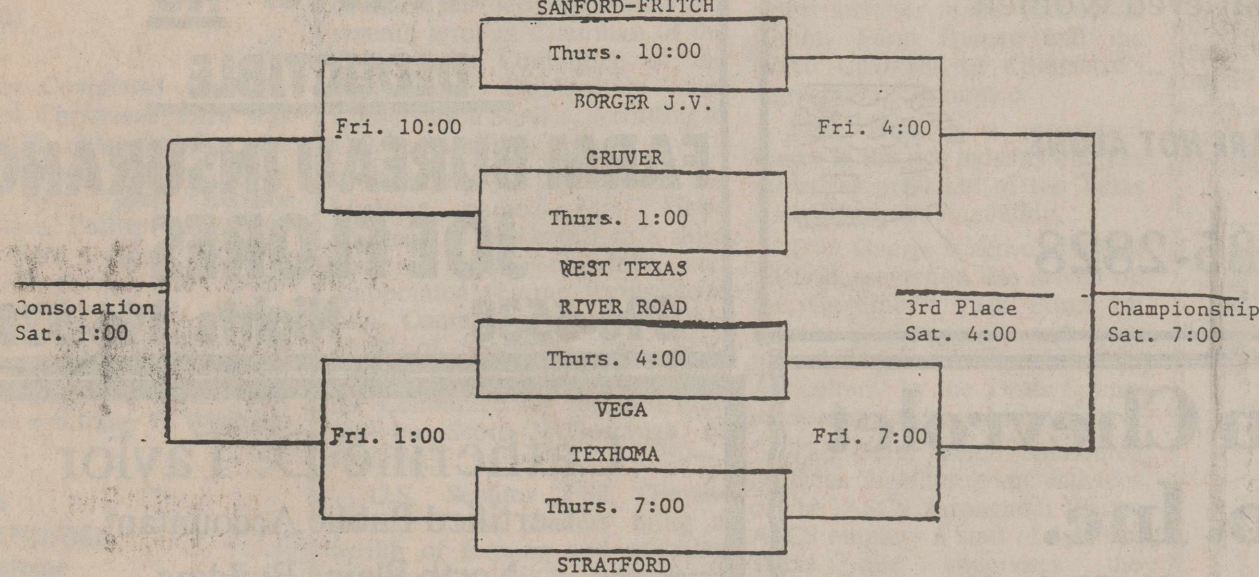 SANFORD-FRITCH
Thurs. 10:00
BORGER J.V.
Fri. 10:00
Fri. 4:00
GRUVER
Thurs. 1:00
WEST TEXAS
Consolation
Sat. 1:00
RIVER ROAD
3rd Place
Sat. 4:00
Championship
Sat. 7:00
Thurs. 4:00
VEGA
Fri. 1:00
Fri. 7:00
TEXHOMA
Thurs. 7:00
STRATFORD